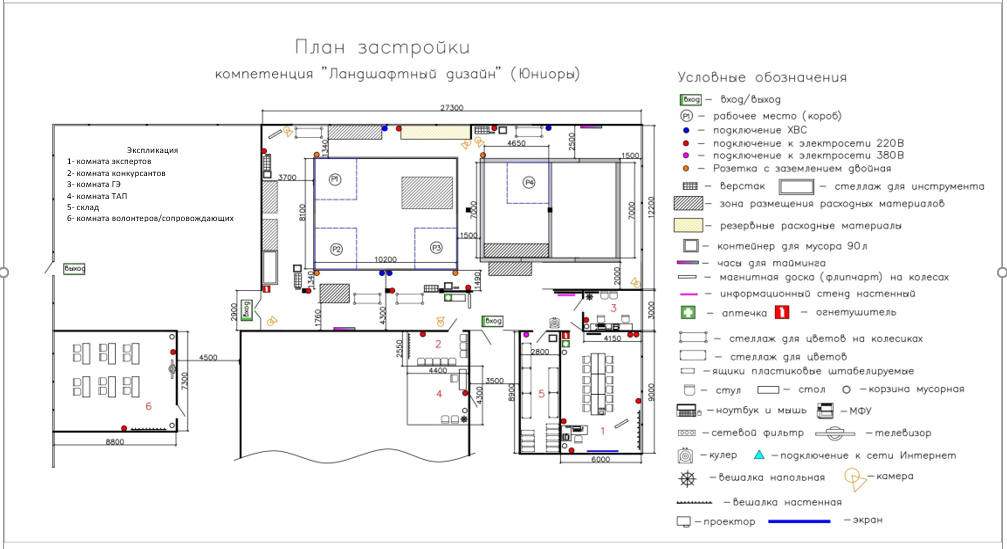 План застройки
компетенция "Ландшафтный дизайн" (Юниоры)
Экспликация
1- комната экспертов
2- комната конкурсантов
3- комната ГЭ
4- комната ТАП
5- склад
6- комната волонтеров/сопровождающих
27300
1340
4650
2500
1500
3700
P1
P4
8100
7000
7000
12200
P2
P3
1500
10200
выход
1340
1490
2000
2900
вход
1760
4300
вход
3
3000
4150
4500
2550
2
2800
4400
7300
3500
4
4300
8900
5
9000
6
1
8800
6000
Условные обозначения
вход – вход/выход
P1 – рабочее место (короб)
– подключение ХВС
– подключение к электросети 220В
– подключение к электросети 380В
– Розетка с заземлением двойная
– верстак
– стеллаж для инструмента
– зона размещения расходных материалов
– резервные расходные материалы
– контейнер для мусора 90л
– часы для тайминга
– магнитная доска (флипчарт) на колесах
– информационный стенд настенный
– аптечка
– огнетушитель
– стеллаж для цветов на колесиках
– стеллаж для цветов
–ящики пластиковые штабелируемые
– стул
– стол
–корзина мусорная
–ноутбук и мышь
–МФУ
–сетевой фильтр
–телевизор
–кулер
–подключение к сети Интернет
–вешалка напольная
–камера
–вешалка настенная
–проектор
–экран